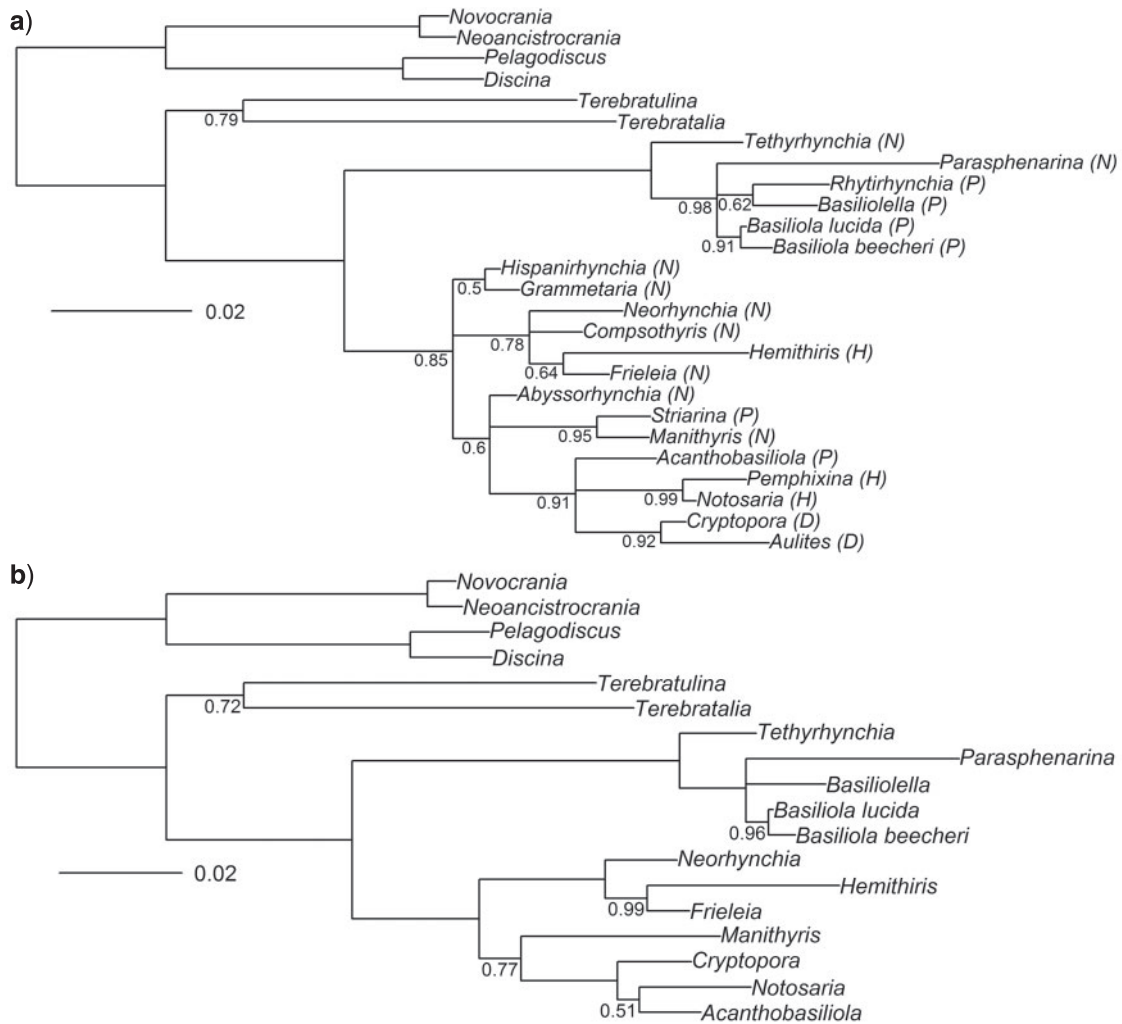 a)
Novocrania
Neoancistrocrania
Pelagodiscus
Discina
Terebratulina
0.79
Terebratalia
Tethyrhynchia (N)
Parasphenarina (N)
Rhytirhynchia (P)
0.98
0.62
Basiliolella (P)
Basiliola lucida (P)
0.91
Basiliola beecheri (P)
Hispanirhynchia (N)
0.5
Grammetaria (N)
0.02
Neorhynchia (N)
Compsothyris (N)
0.78
0.85
Hemithiris (H)
0.64
Frieleia (N)
Abyssorhynchia (N)
Striarina (P)
0.95
Manithyris (N)
0.6
Acanthobasiliola (P)
Pemphixina (H)
0.91
0.99
Notosaria (H)
Cryptopora (D)
0.92
Aulites (D)
b)
Novocrania
Neoancistrocrania
Pelagodiscus
Discina
Terebratulina
0.72
Terebratalia
Tethyrhynchia
Parasphenarina
Basiliolella
Basiliola lucida
0.96
Basiliola beecheri
Neorhynchia
0.02
Hemithiris
0.99
Frieleia
Manithyris
0.77
Cryptopora
Notosaria
0.51
Acanthobasiliola